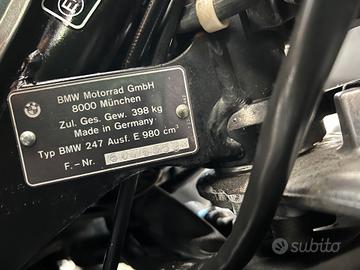 BMW Motorrad GmbH
8000 München
Zul. Ges. Gew. 398 kg
Made in Germany
Typ BMW 247 Ausf. E 980 cm³
F.-Nr.
subito